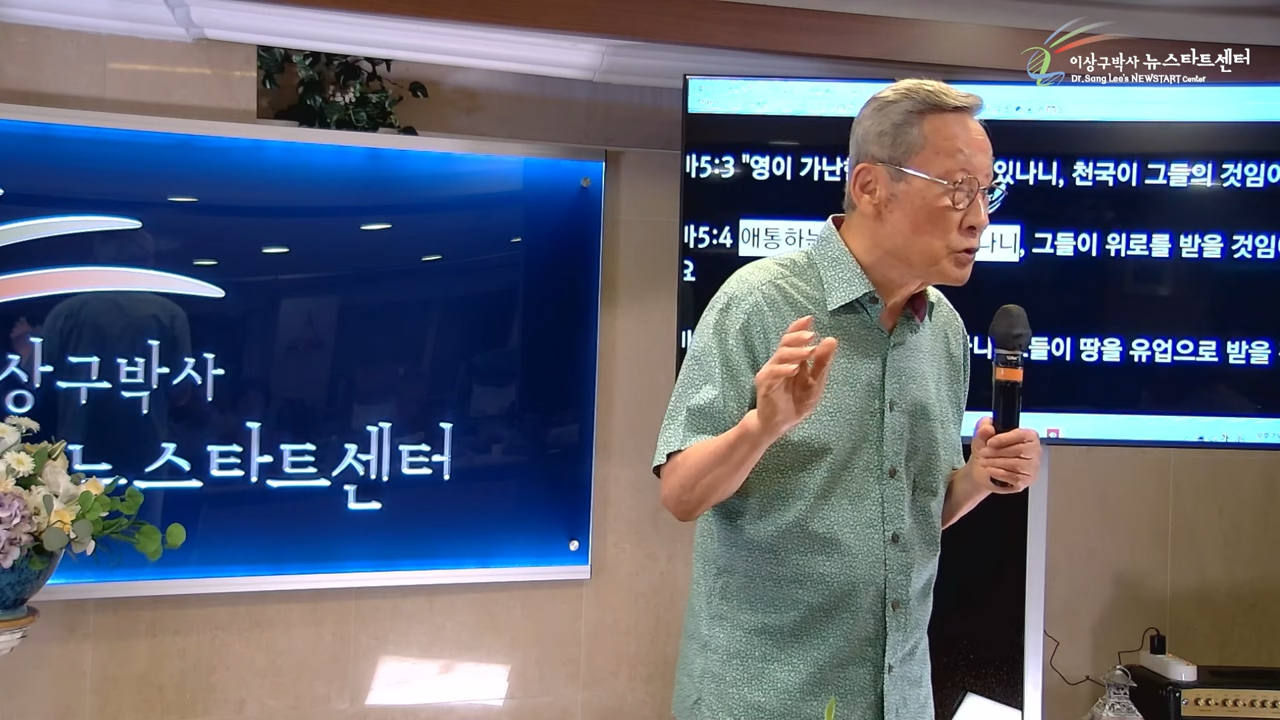 이상구박사 뉴스타트센터
Dr.Sang Lee's NEWSTART Center
마5:3 "영이 가난한 있나니, 천국이 그들의 것임이
마5:4 애통하는 나니, 그들이 위로를 받을 것임이
요
그들이 땅을 유업으로 받을
상구박사
뉴스타트센터